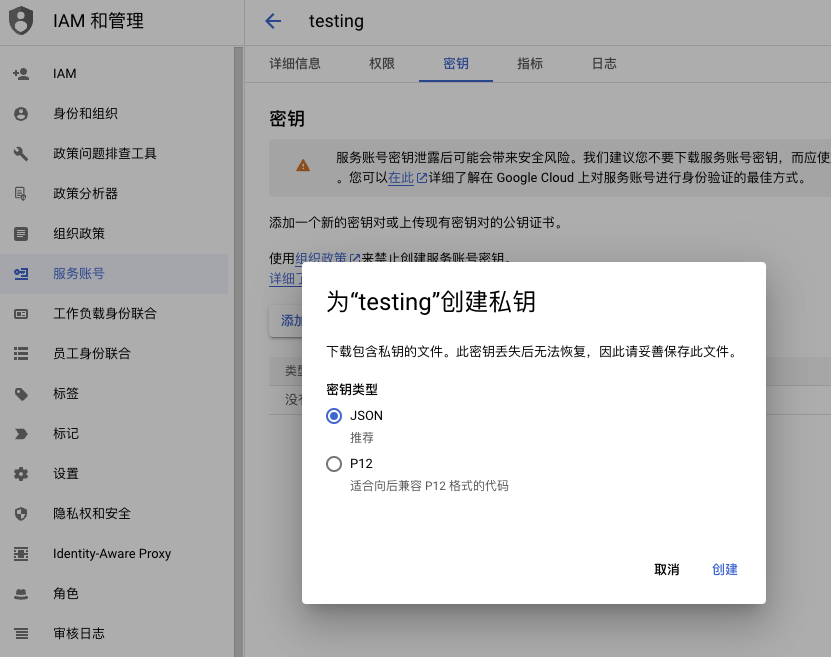 IAM 和管理
testing
IAM
身份和组织
政策问题排查工具
政策分析器
组织政策
服务账号
工作负载身份联合
员工身份联合
标签
标记
设置
隐私权和安全
Identity-Aware Proxy
角色
审核日志
详细信息
权限
密钥
指标
日志
密钥
服务账号密钥泄露后可能会带来安全风险。我们建议您不要下载服务账号密钥，而应使
。您可以在此详细了解在 Google Cloud 上对服务账号进行身份验证的最佳方式。
添加一个新的密钥对或上传现有密钥对的公钥证书。
使用组织政策来禁止创建服务账号密钥。
详细了
添加
类型
没有
为“testing”创建私钥
下载包含私钥的文件。此密钥丢失后无法恢复，因此请妥善保存此文件。
密钥类型
JSON
推荐
P12
适合向后兼容 P12 格式的代码
取消
创建